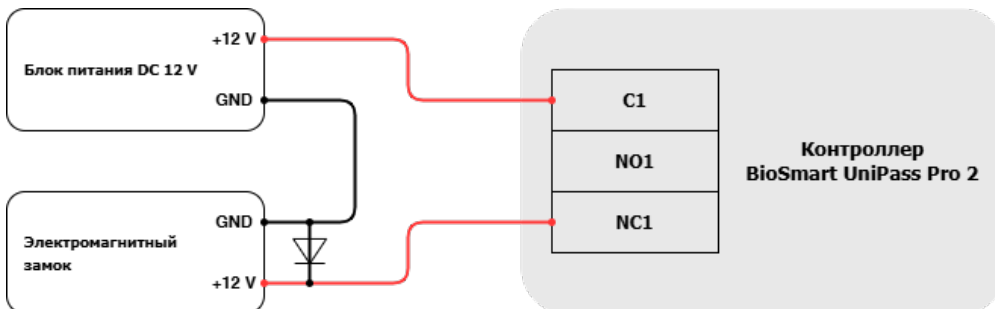 +12 V
Блок питания DC 12 V
GND
C1
NO1
Контроллер
BioSmart UniPass Pro 2
NC1
GND
Электромагнитный
замок
+12 V